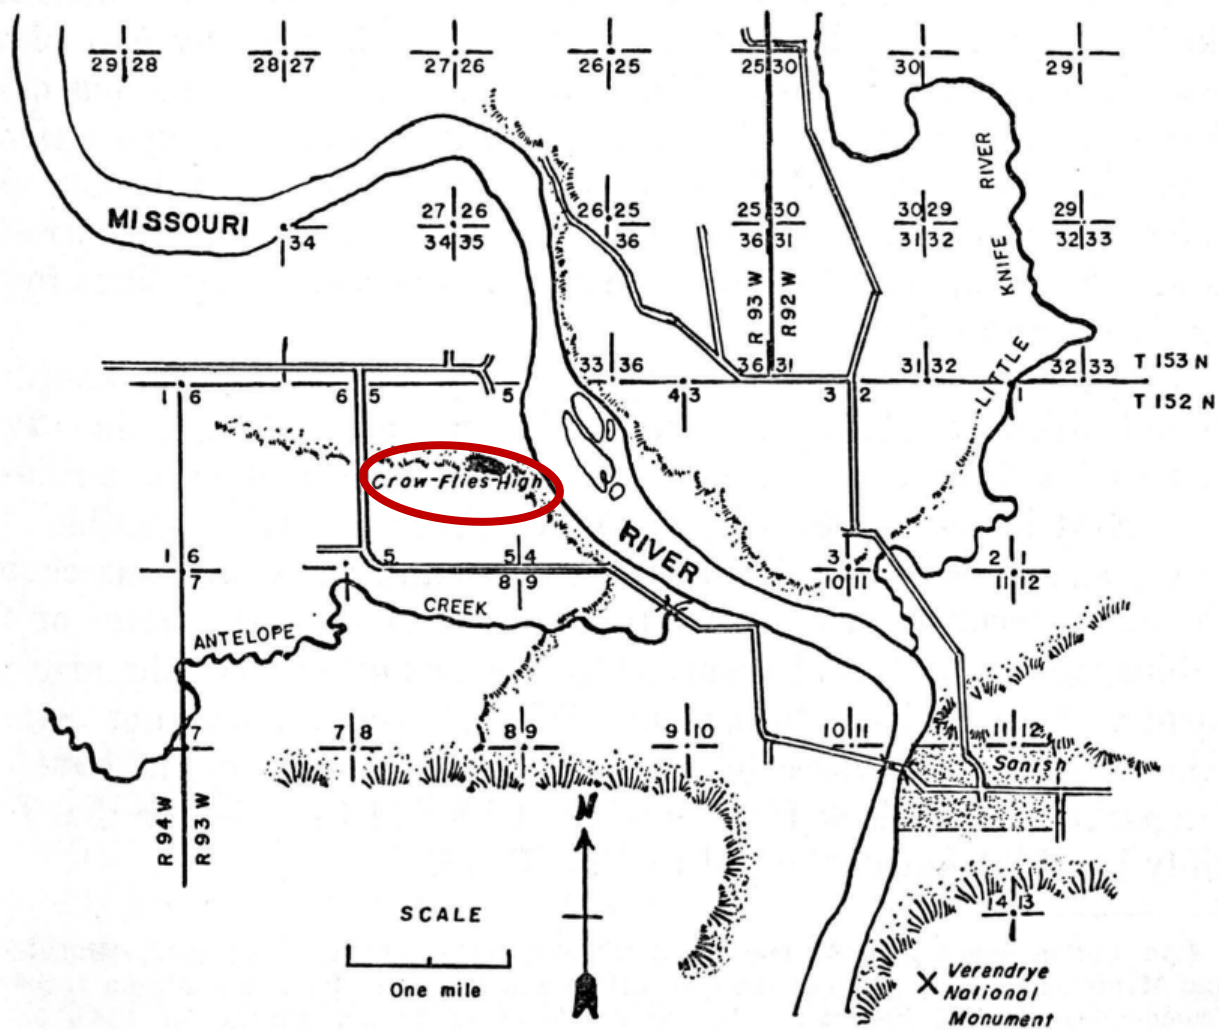 29 28
28 27
27 26
26 25
25 30
30
29
RIVER
KNIFE
LITTLE
MISSOURI
34
27 26
34 35
26 25
36
25 30
36 31
30 29
31 32
29
32 33
R 93 W
R 92 W
33 36
36 31
31 32
32 33
T 153 N
1 6
6 5
5
4 3
3 2
1
T 152 N
Crow-Flies-High
RIVER
1 6
7
5
5 4
8 9
3
10 11
2 1
11 12
CREEK
ANTELOPE
7
7 8
8 9
9 10
10 11
11 12
Sanish
R 94 W
R 93 W
N
13
SCALE
One mile
14 13
Verendrye
National
Monument